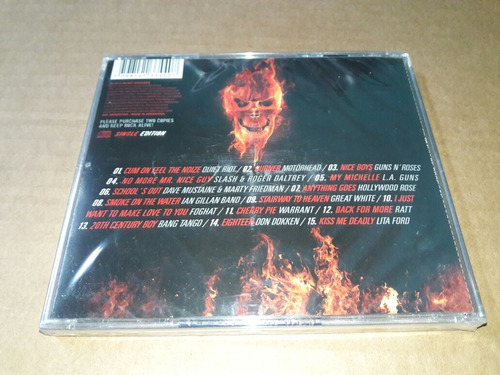 PLEASE PURCHASE TWO COPIES
AND KEEP ROCK ALIVE!
SINGLE EDITION
01. CUM ON FEEL THE NOIZE QUIET RIOT / 02. MOTÖRHEAD / 03. NICE BOYS GUNS N' ROSES
04. NO MORE, MR. NICE GUY SLASH & ROGER DALTREY / 05. MY MICHELLE L.A. GUNS
06. SCHOOL'S OUT DAVE MUSTAINE & MARTY FRIEDMAN / 07. ANYTHING GOES HOLLYWOOD ROSE
08. SMOKE ON THE WATER IAN GILLAN BAND / 09. STAIRWAY TO HEAVEN GREAT WHITE / 10. I JUST
WANT TO MAKE LOVE TO YOU FOGHAT / 11. CHERRY PIE WARRANT / 12. BACK FOR MORE RATT
13. 20TH CENTURY BOY BANG TANGO / 14. EIGHTEEN DON DOKKEN / 15. KISS ME DEADLY LITA FORD